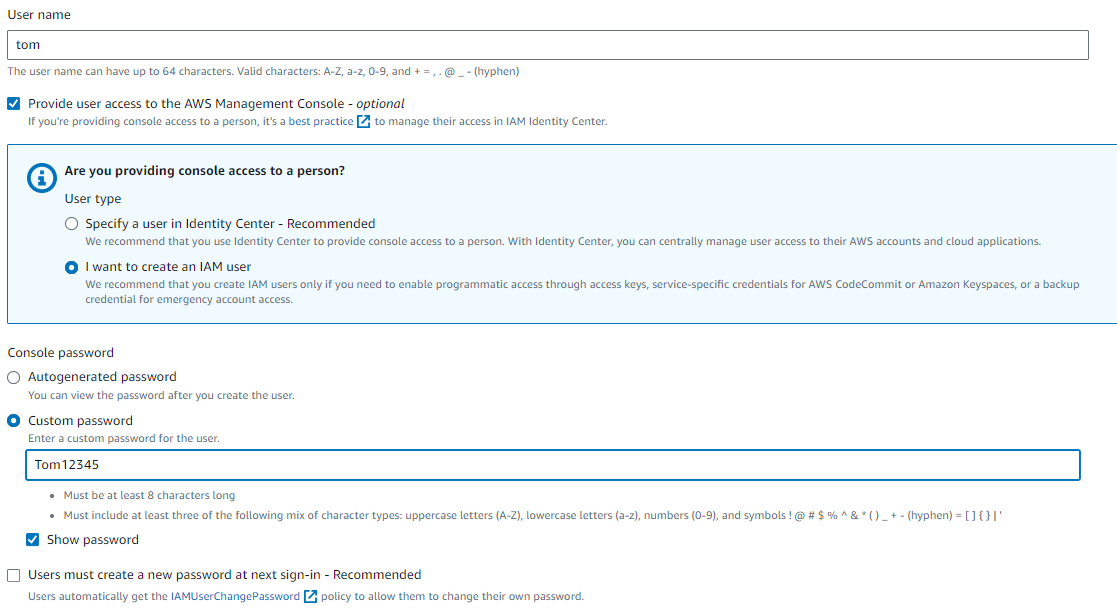 User name
tom
The user name can have up to 64 characters. Valid characters: A-Z, a-z, 0-9, and + = , . @ _ - (hyphen)
Provide user access to the AWS Management Console - optional
If you're providing console access to a person, it's a best practice to manage their access in IAM Identity Center.
Are you providing console access to a person?
User type
Specify a user in Identity Center - Recommended
We recommend that you use Identity Center to provide console access to a person. With Identity Center, you can centrally manage user access to their AWS accounts and cloud applications.
I want to create an IAM user
We recommend that you create IAM users only if you need to enable programmatic access through access keys, service-specific credentials for AWS CodeCommit or Amazon Keyspaces, or a backup
credential for emergency account access.
Console password
Autogenerated password
You can view the password after you create the user.
Custom password
Enter a custom password for the user.
Tom12345
• Must be at least 8 characters long
• Must include at least three of the following mix of character types: uppercase letters (A-Z), lowercase letters (a-z), numbers (0-9), and symbols ! @ # $ % ^ & * ( ) _ + - (hyphen) = [ ] { } | '
Show password
Users must create a new password at next sign-in - Recommended
Users automatically get the IAMUserChangePassword policy to allow them to change their own password.